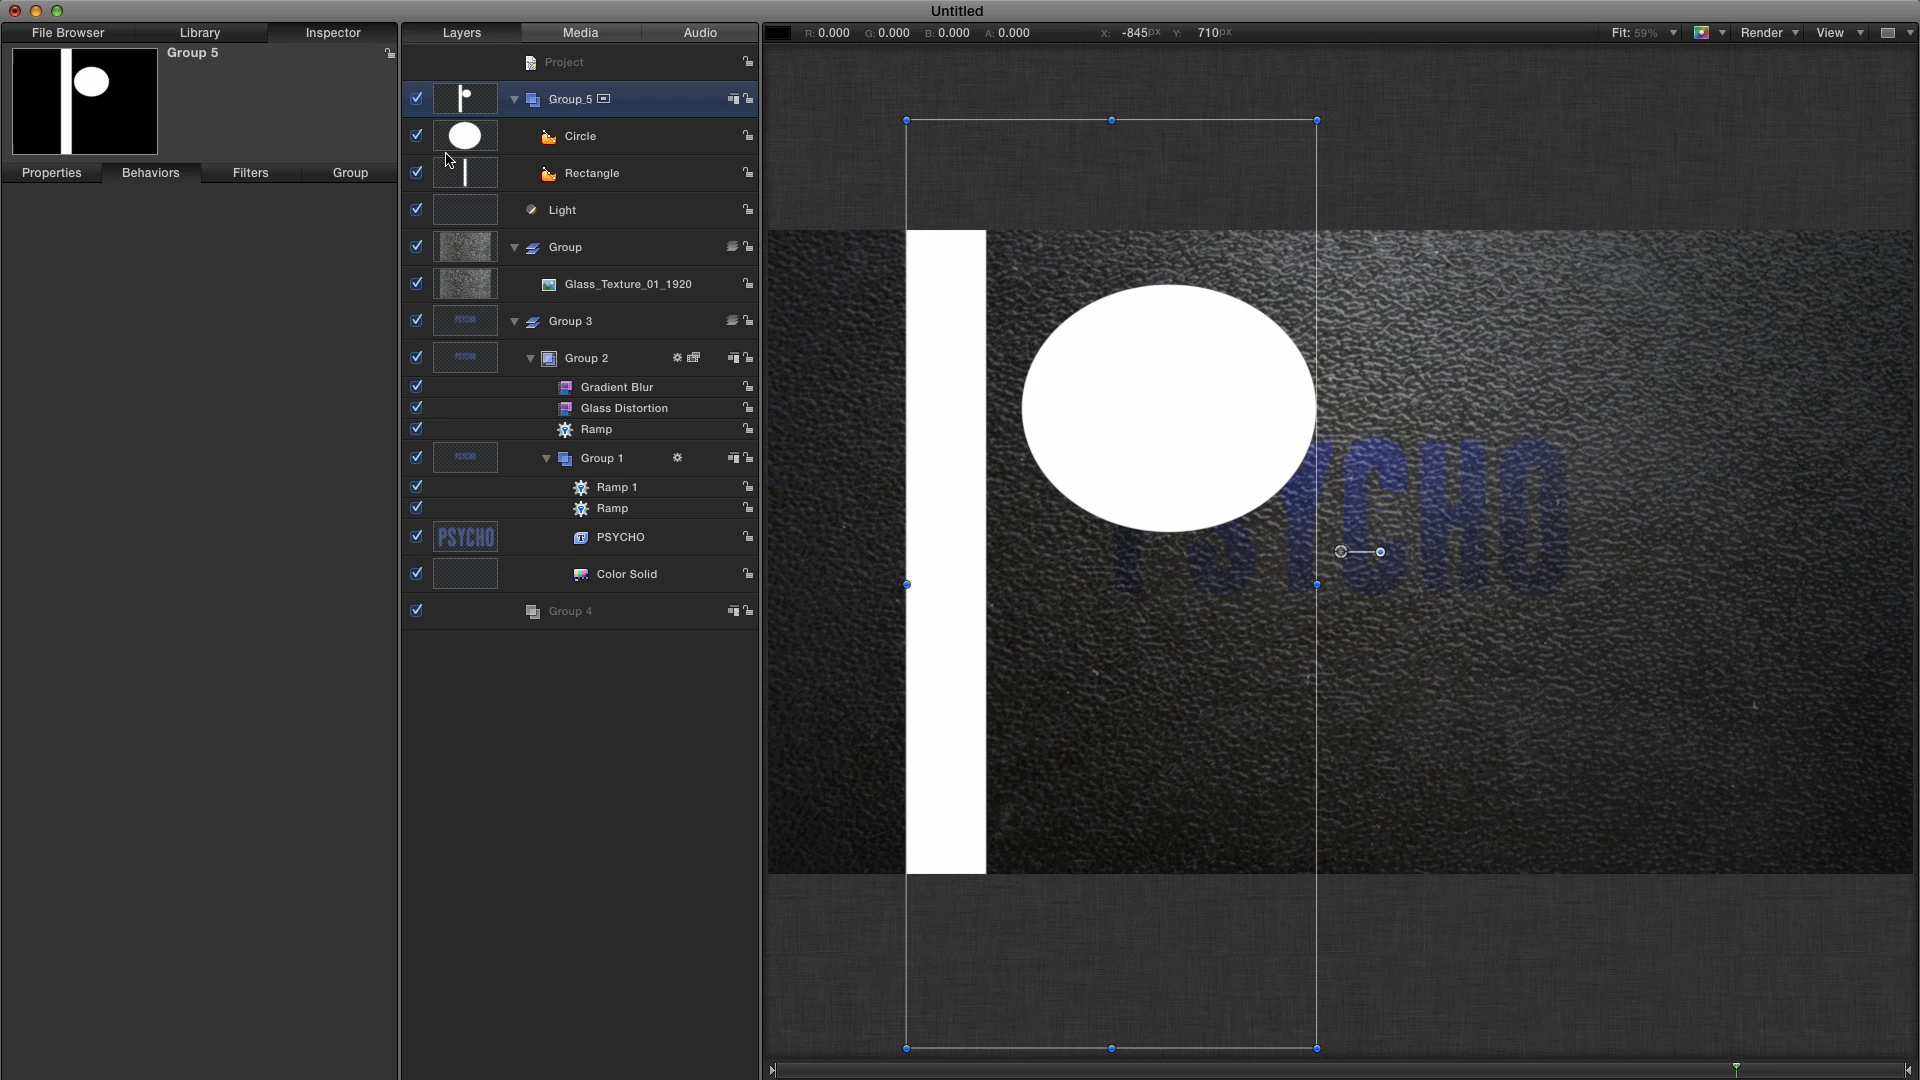 Untitled
File Browser Library Inspector Layers Media Audio R: 0.000 G: 0.000 B: 0.000 A: 0.000 X: -845px Y: 710px Fit: 59% Render View
Group 5
Project
Group 5
Circle
Properties Behaviors Filters Group Rectangle
Light
Group
Glass_Texture_01_1920
Group 3
Group 2
Gradient Blur
Glass Distortion
Ramp
Group 1
Ramp 1
Ramp
PSYCHO PSYCHO
Color Solid
Group 4
PSYCHO